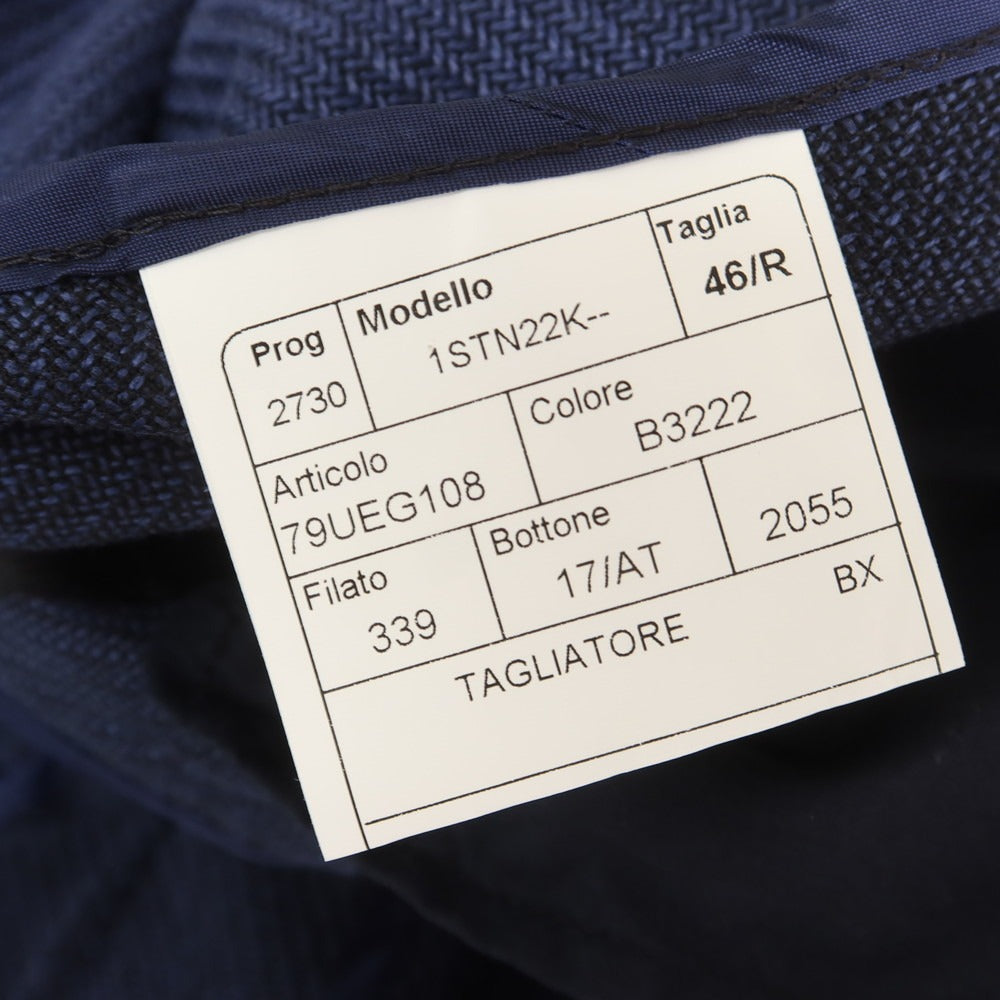 Prog Modello Taglia
2730 1STN22K-- 46/R
Articolo Colore
79UEG108 B3222
Filato Bottone
339 17/AT 2055
TAGLIATORE BX